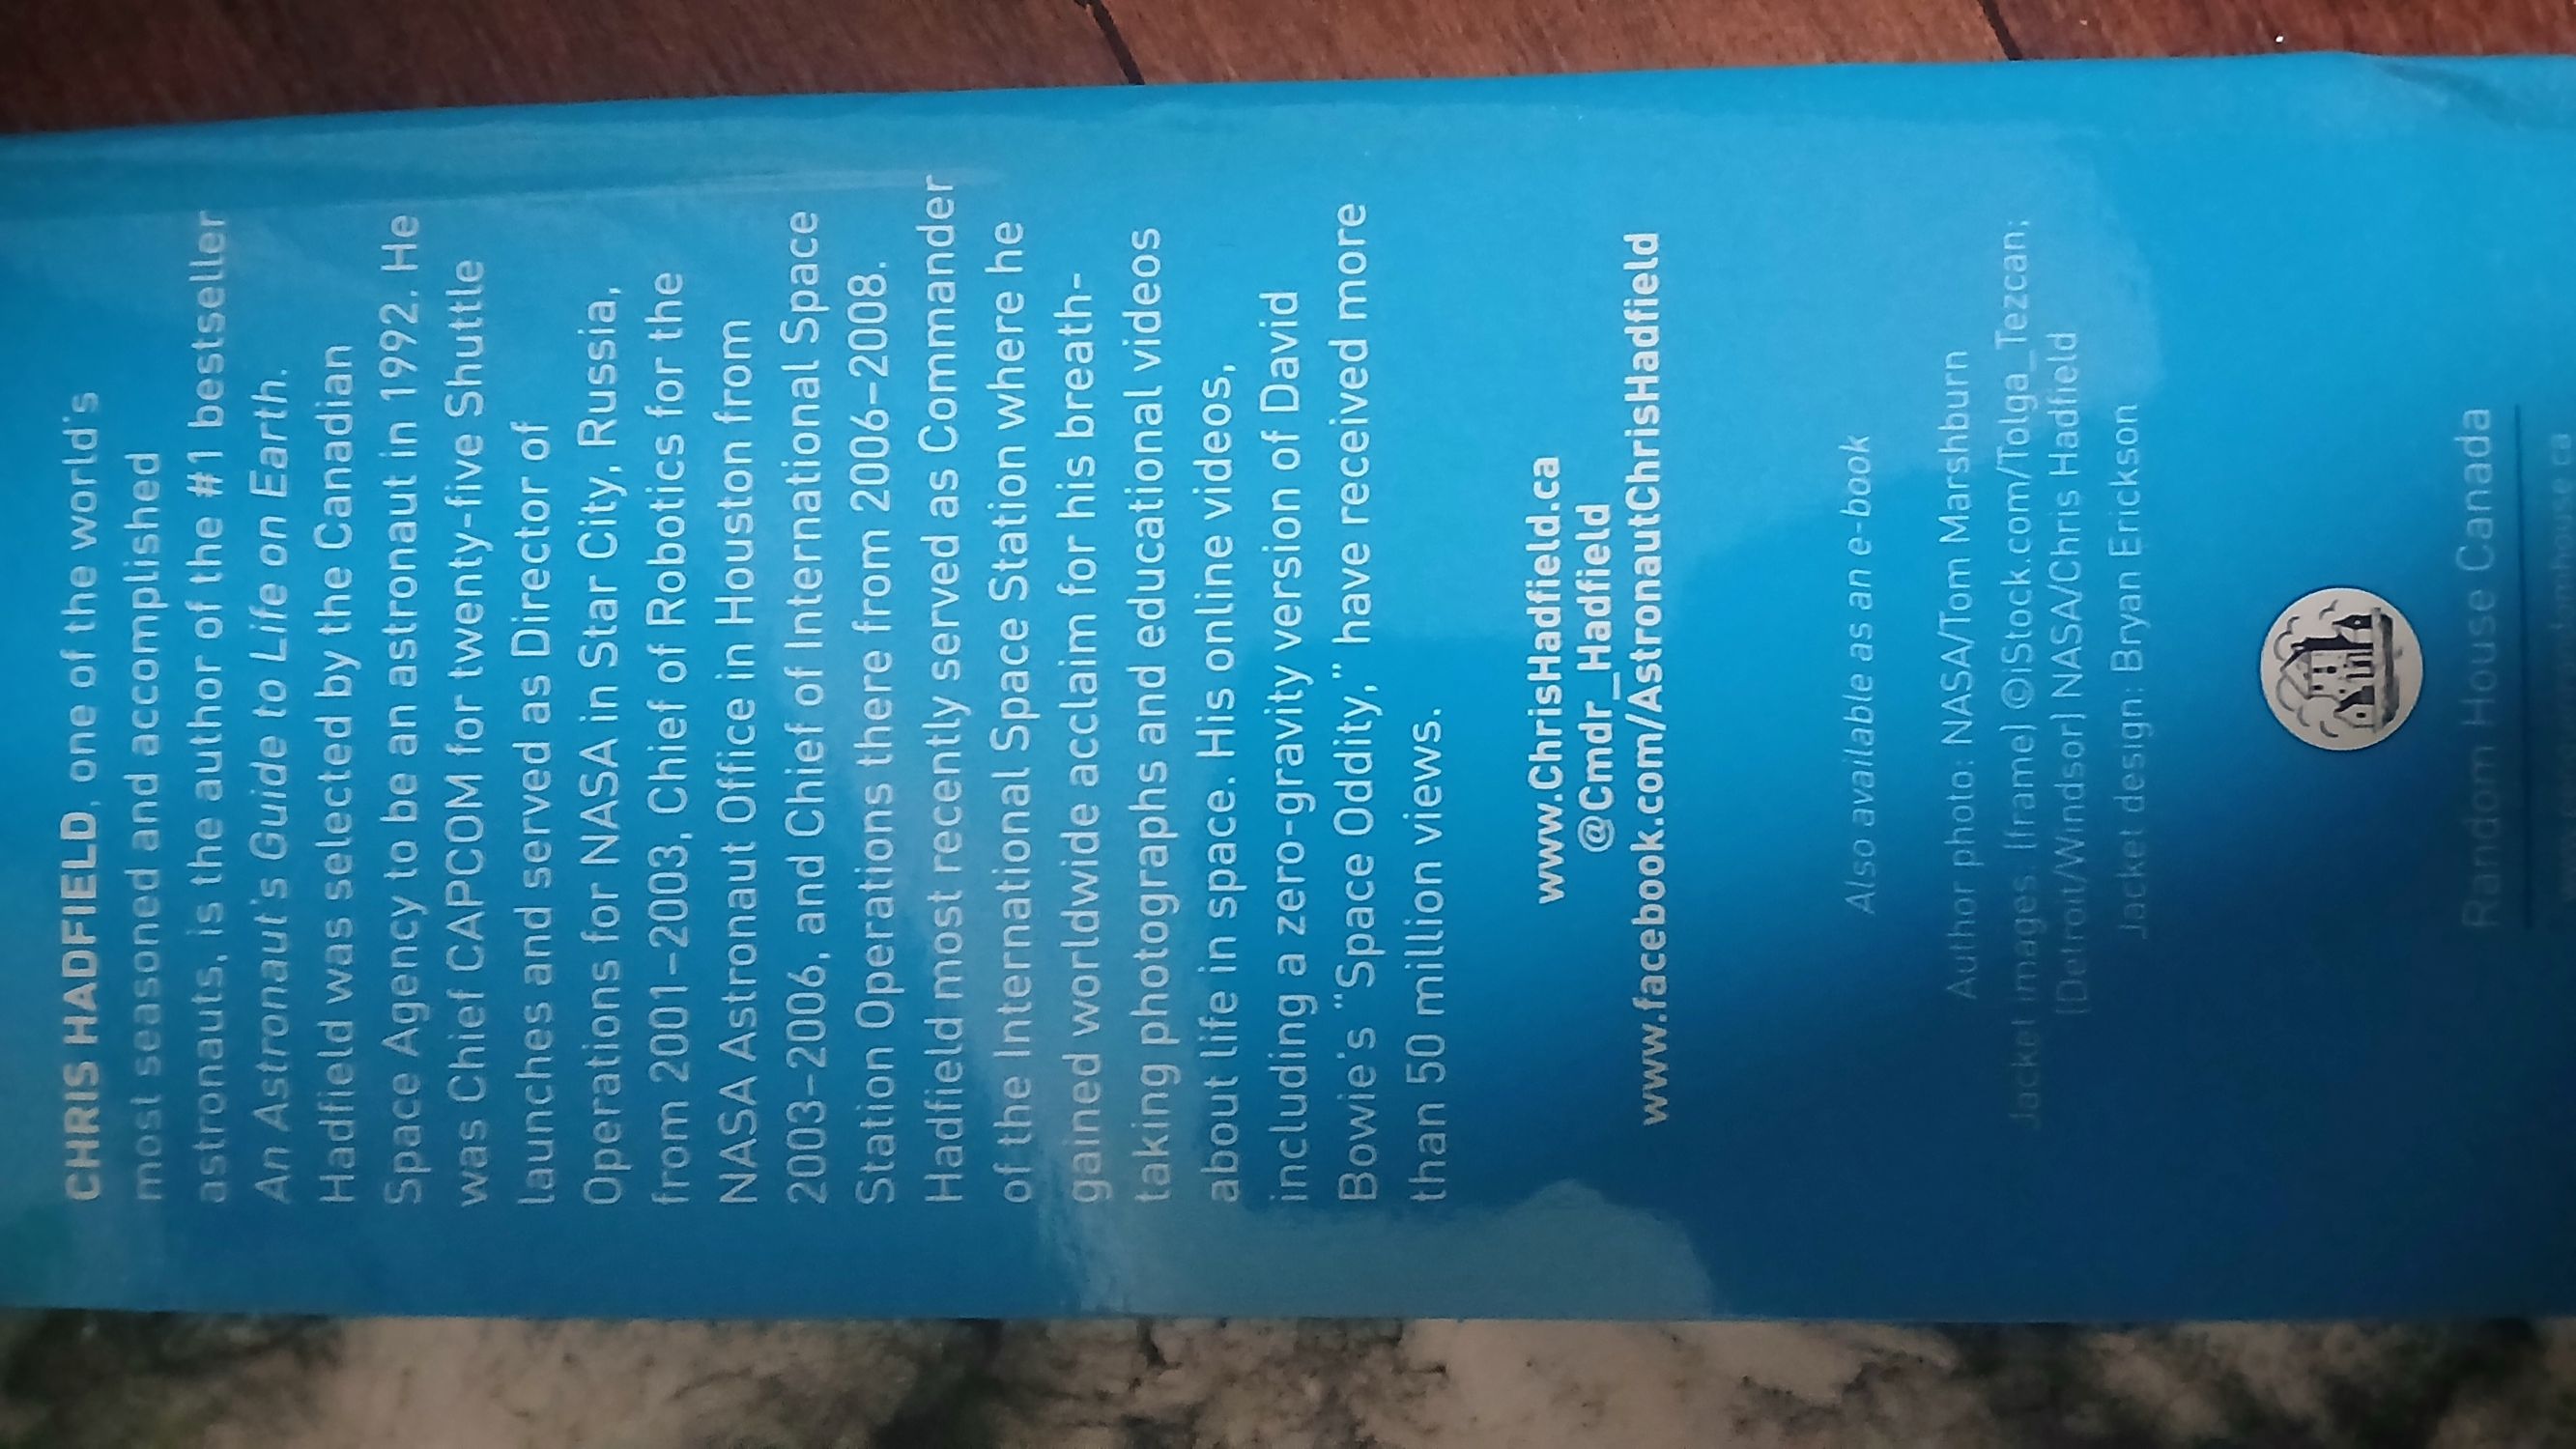 CHRIS HADFIELD, one of the world's
most seasoned and accomplished
astronauts, is the author of the #1 bestseller
An Astronaut's Guide to Life on Earth.
Hadfield was selected by the Canadian
Space Agency to be an astronaut in 1992. He
was Chief CAPCOM for twenty-five Shuttle
launches and served as Director of
Operations for NASA in Star City, Russia,
from 2001–2003, Chief of Robotics for the
NASA Astronaut Office in Houston from
2003–2006, and Chief of International Space
Station Operations there from 2006–2008.
Hadfield most recently served as Commander
of the International Space Station where he
gained worldwide acclaim for his breath-
taking photographs and educational videos
about life in space. His online videos,
including a zero-gravity version of David
Bowie's "Space Oddity," have received more
than 50 million views.
www.ChrisHadfield.ca
@Cmdr_Hadfield
www.facebook.com/AstronautChrisHadfield
Also available as an e-book
Author photo: NASA/Tom Marshburn
Jacket images: (frame) ©iStock.com/Tolga_Tezcan;
(Detroit/Windsor) NASA/Chris Hadfield
Jacket design: Bryan Erickson
Random House Canada